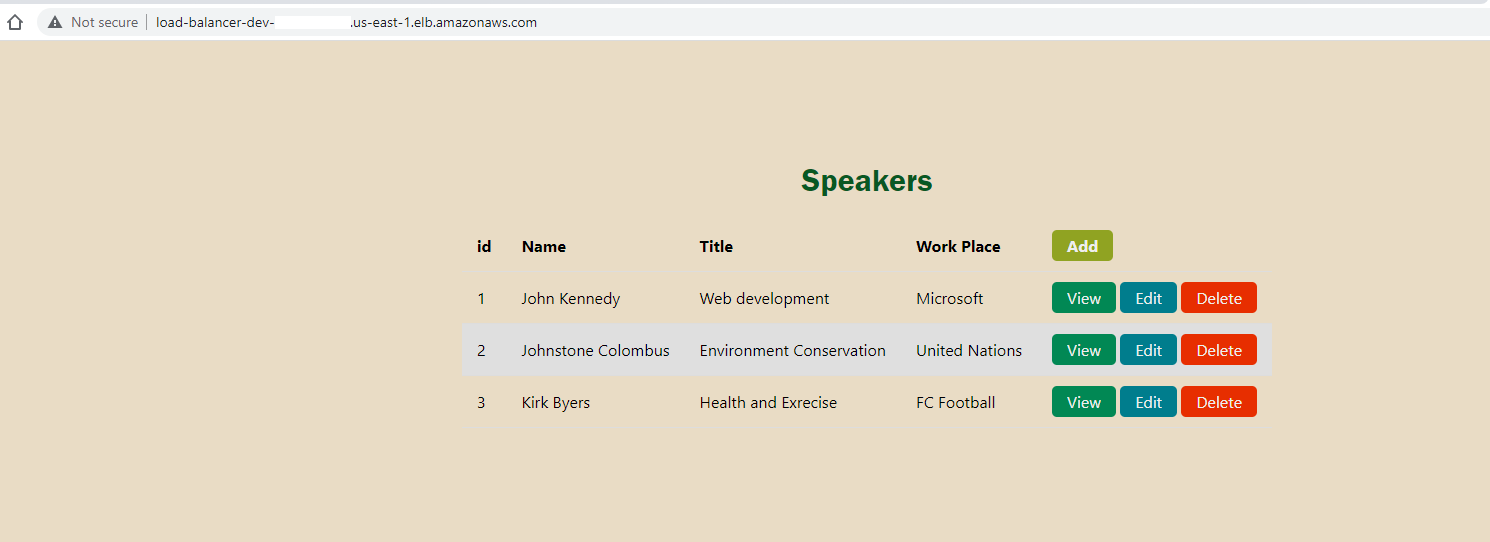 Not secure load-balancer-dev- .us-east-1.elb.amazonaws.com
Speakers
id Name Title Work Place Add
1 John Kennedy Web development Microsoft View Edit Delete
2 Johnstone Colombus Environment Conservation United Nations View Edit Delete
3 Kirk Byers Health and Exrecise FC Football View Edit Delete